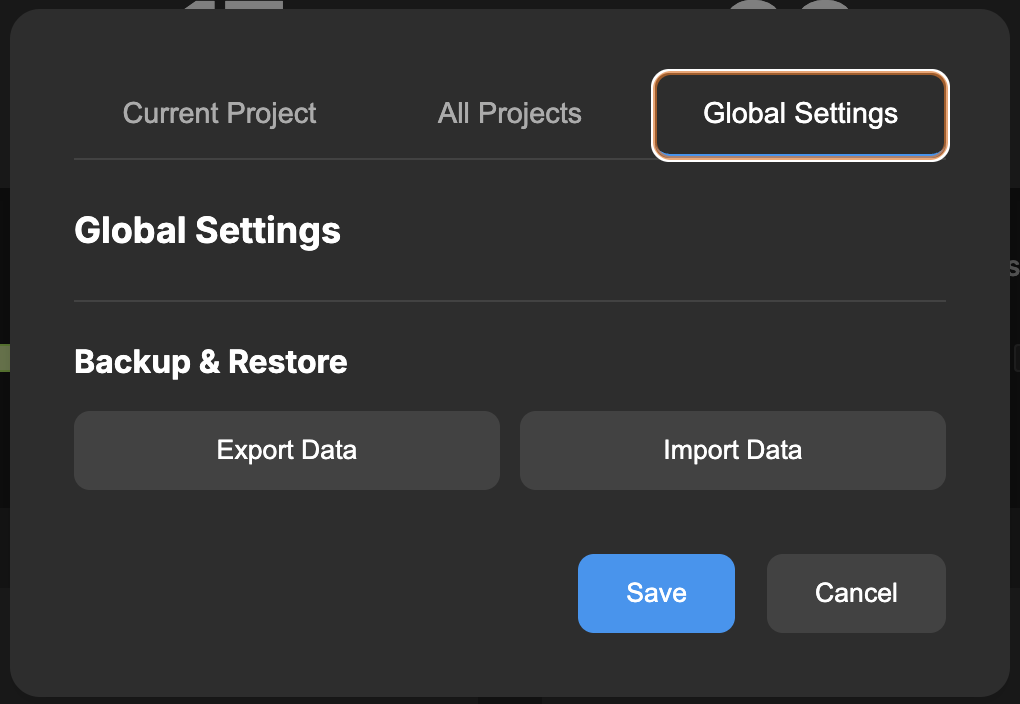 Current Project All Projects Global Settings
Global Settings
Backup & Restore
Export Data Import Data
Save Cancel